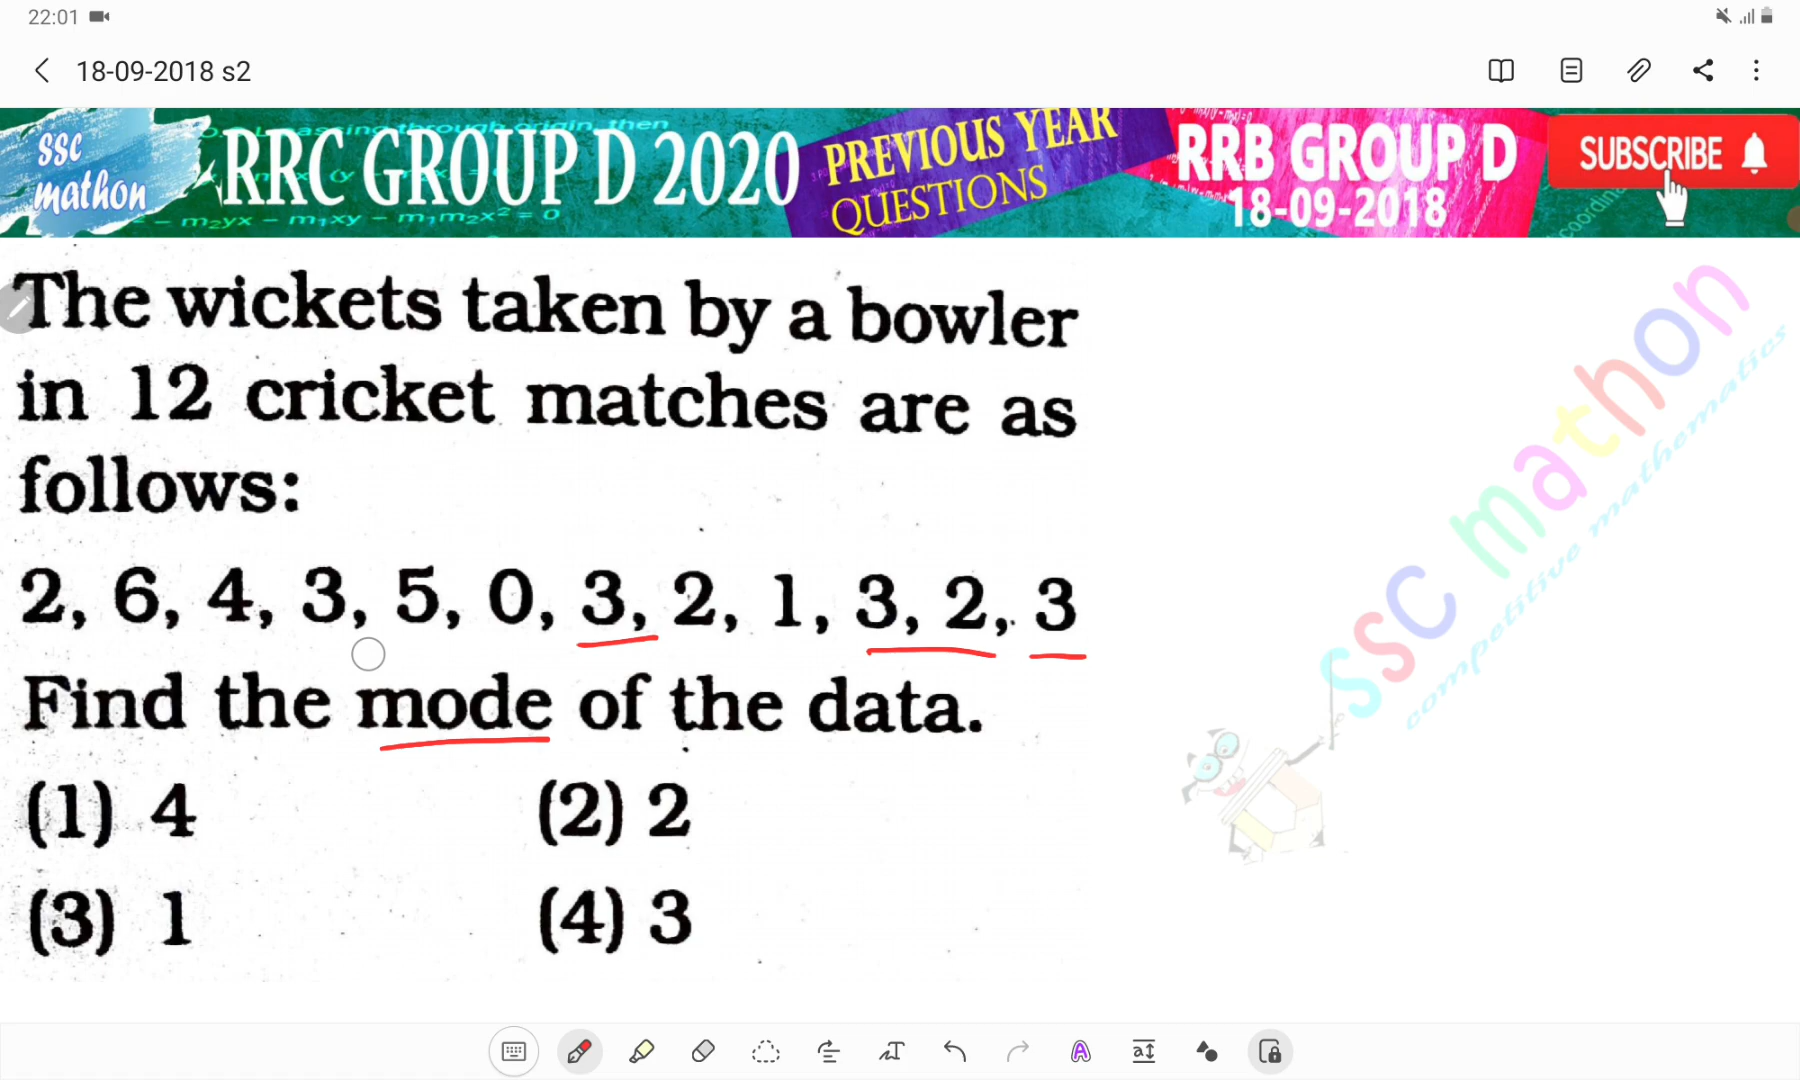 22:01
18-09-2018 s2
ssc mathon
RRC GROUP D 2020
PREVIOUS YEAR QUESTIONS
RRB GROUP D
18-09-2018
SUBSCRIBE
The wickets taken by a bowler
in 12 cricket matches are as
follows:
2, 6, 4, 3, 5, 0, 3, 2, 1, 3, 2, 3
Find the mode of the data.
(1) 4 (2) 2
(3) 1 (4) 3
ssc mathon
competitive mathematics